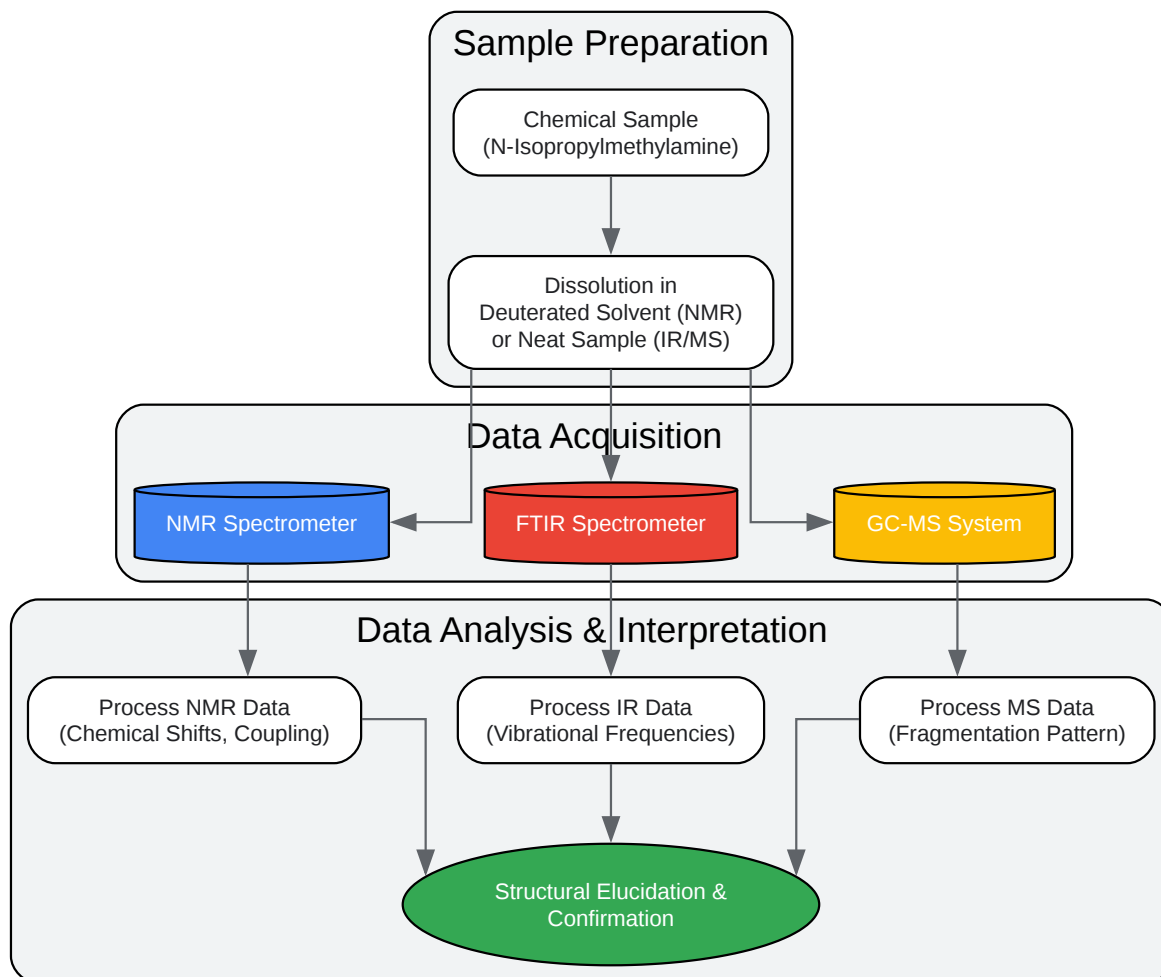 Sample Preparation
Chemical Sample
(N-Isopropylmethylamine)
Dissolution in
Deuterated Solvent (NMR)
or Neat Sample (IR/MS)
Data Acquisition
NMR Spectrometer
FTIR Spectrometer
GC-MS System
Data Analysis & Interpretation
Process NMR Data
(Chemical Shifts, Coupling)
Process IR Data
(Vibrational Frequencies)
Process MS Data
(Fragmentation Pattern)
Structural Elucidation &
Confirmation